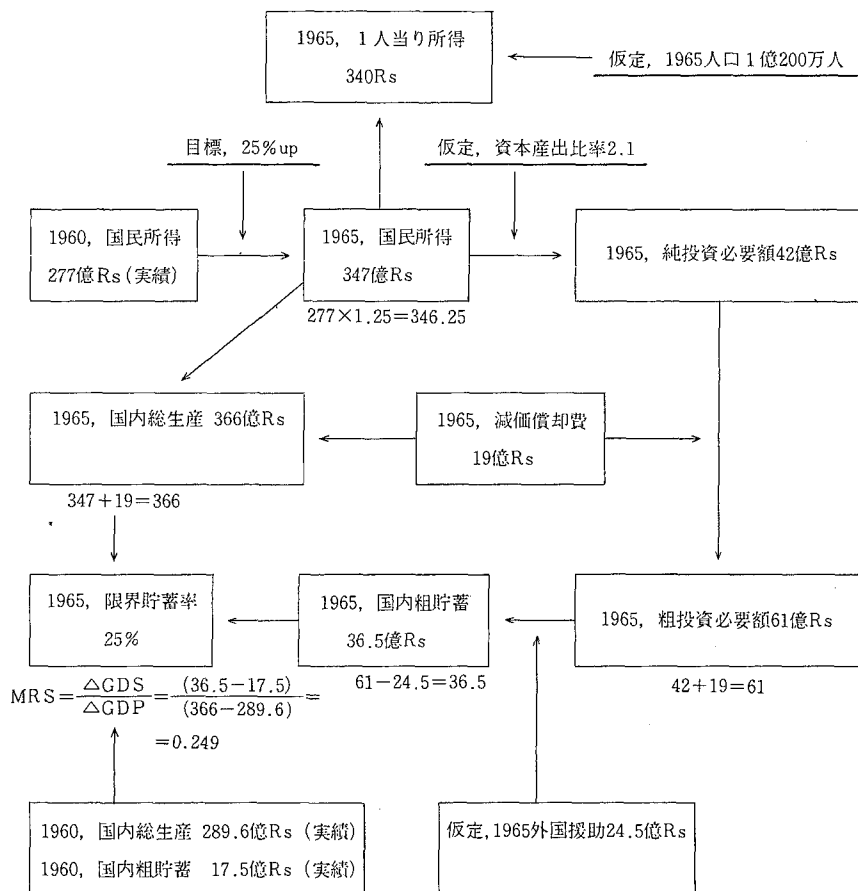 1965, 1人当り所得
340Rs
仮定, 1965人口1億200万人
目標, 25%up
仮定, 資本産出比率2.1
1960, 国民所得
277億Rs(実績)
1965, 国民所得
347億Rs
1965, 純投資必要額42億Rs
277×1.25=346.25
1965, 国内総生産 366億Rs
1965, 減価償却費
19億Rs
347+19=366
1965, 限界貯蓄率
25%
1965, 国内粗貯蓄
36.5億Rs
1965, 粗投資必要額61億Rs
MRS=△GDS/△GDP=(36.5-17.5)/(366-289.6)=
=0.249
61-24.5=36.5
42+19=61
1960, 国内総生産 289.6億Rs(実績)
1960, 国内粗貯蓄 17.5億Rs(実績)
仮定,1965外国援助24.5億Rs